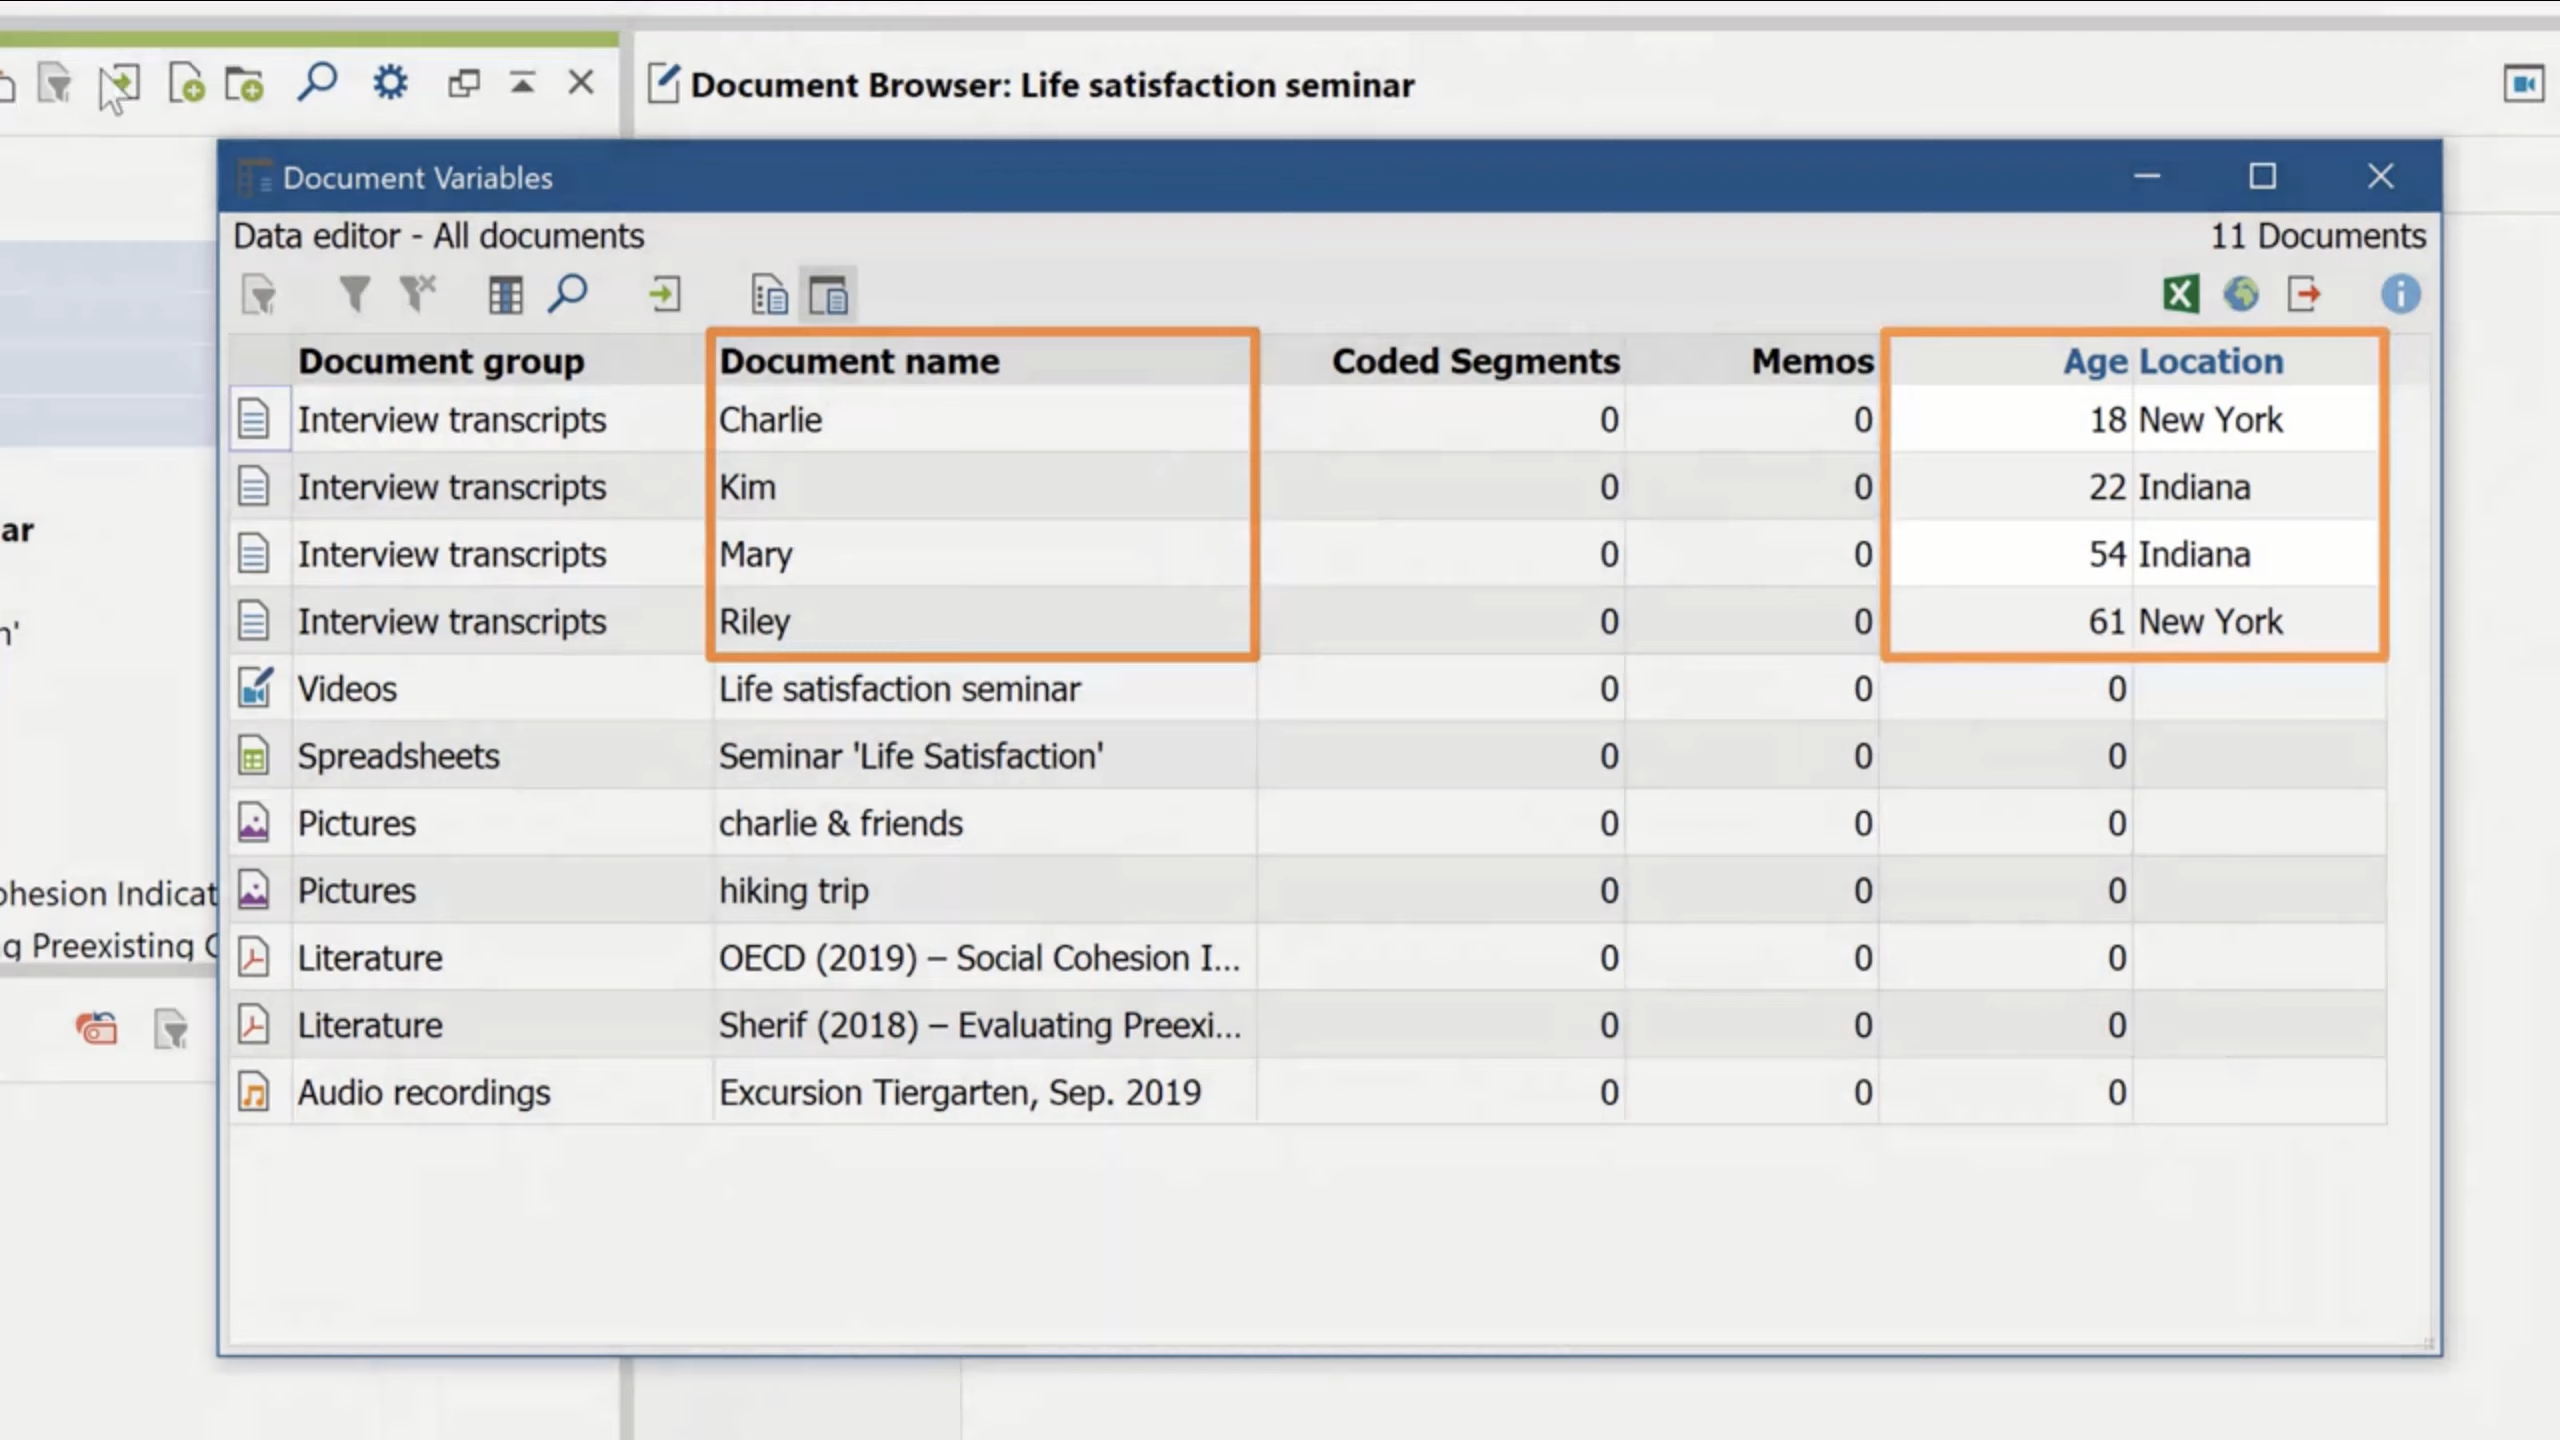 Document Browser: Life satisfaction seminar
Document Variables
Data editor - All documents 11 Documents
Document group Document name Coded Segments Memos Age Location
Interview transcripts Charlie 0 0 18 New York
Interview transcripts Kim 0 0 22 Indiana
ar
Interview transcripts Mary 0 0 54 Indiana
n' Interview transcripts Riley 0 0 61 New York
Videos Life satisfaction seminar 0 0 0
Spreadsheets Seminar 'Life Satisfaction' 0 0 0
Pictures charlie & friends 0 0 0
ohesion Indicat Pictures hiking trip 0 0 0
g Preexisting Literature OECD (2019) – Social Cohesion I... 0 0 0
Literature Sherif (2018) – Evaluating Preexi... 0 0 0
Audio recordings Excursion Tiergarten, Sep. 2019 0 0 0